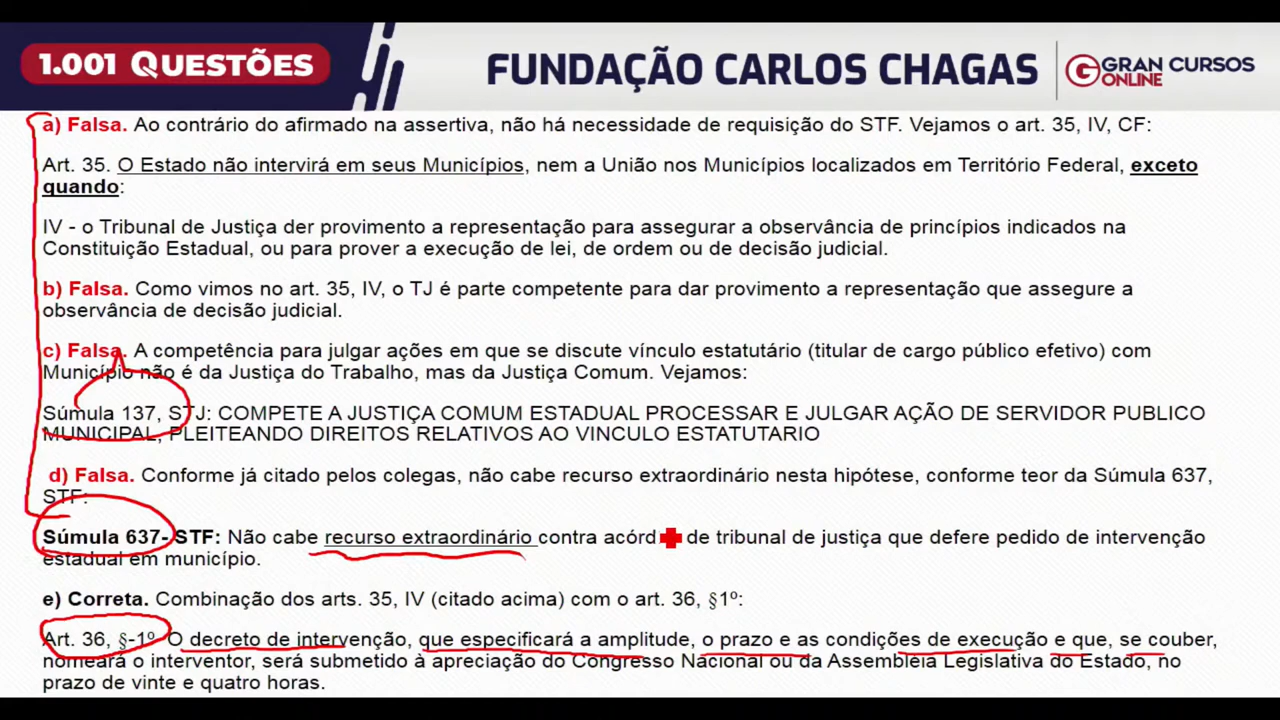 1.001 QUESTÕES
FUNDAÇÃO CARLOS CHAGAS
GRAN CURSOS
ONLINE
a) Falsa. Ao contrário do afirmado na assertiva, não há necessidade de requisição do STF. Vejamos o art. 35, IV, CF:
Art. 35. O Estado não intervirá em seus Municípios, nem a União nos Municípios localizados em Território Federal, exceto
quando:
IV - o Tribunal de Justiça der provimento a representação para assegurar a observância de princípios indicados na
Constituição Estadual, ou para prover a execução de lei, de ordem ou de decisão judicial.
b) Falsa. Como vimos no art. 35, IV, o TJ é parte competente para dar provimento a representação que assegure a
observância de decisão judicial.
c) Falsa. A competência para julgar ações em que se discute vínculo estatutário (titular de cargo público efetivo) com
Município não é da Justiça do Trabalho, mas da Justiça Comum. Vejamos:
Súmula 137, STJ: COMPETE A JUSTIÇA COMUM ESTADUAL PROCESSAR E JULGAR AÇÃO DE SERVIDOR PUBLICO
MUNICIPAL, PLEITEANDO DIREITOS RELATIVOS AO VINCULO ESTATUTARIO
d) Falsa. Conforme já citado pelos colegas, não cabe recurso extraordinário nesta hipótese, conforme teor da Súmula 637,
STF:
Súmula 637- STF: Não cabe recurso extraordinário contra acórd de tribunal de justiça que defere pedido de intervenção
estadual em município.
e) Correta. Combinação dos arts. 35, IV (citado acima) com o art. 36, §1º:
Art. 36, §-1º O decreto de intervenção, que especificará a amplitude, o prazo e as condições de execução e que, se couber,
nomeará o interventor, será submetido à apreciação do Congresso Nacional ou da Assembleia Legislativa do Estado, no
prazo de vinte e quatro horas.